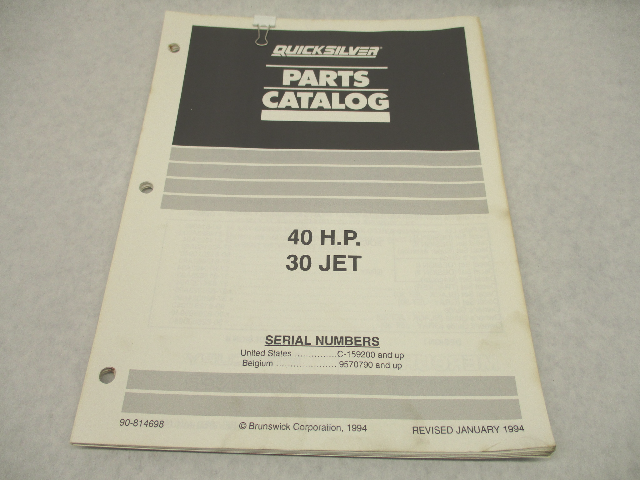 QUICKSILVER
PARTS
CATALOG
40 H.P.
30 JET
SERIAL NUMBERS
United States ............. C-159200 and up
Belgium .................. 9570790 and up
90-814698 © Brunswick Corporation, 1994 REVISED JANUARY 1994